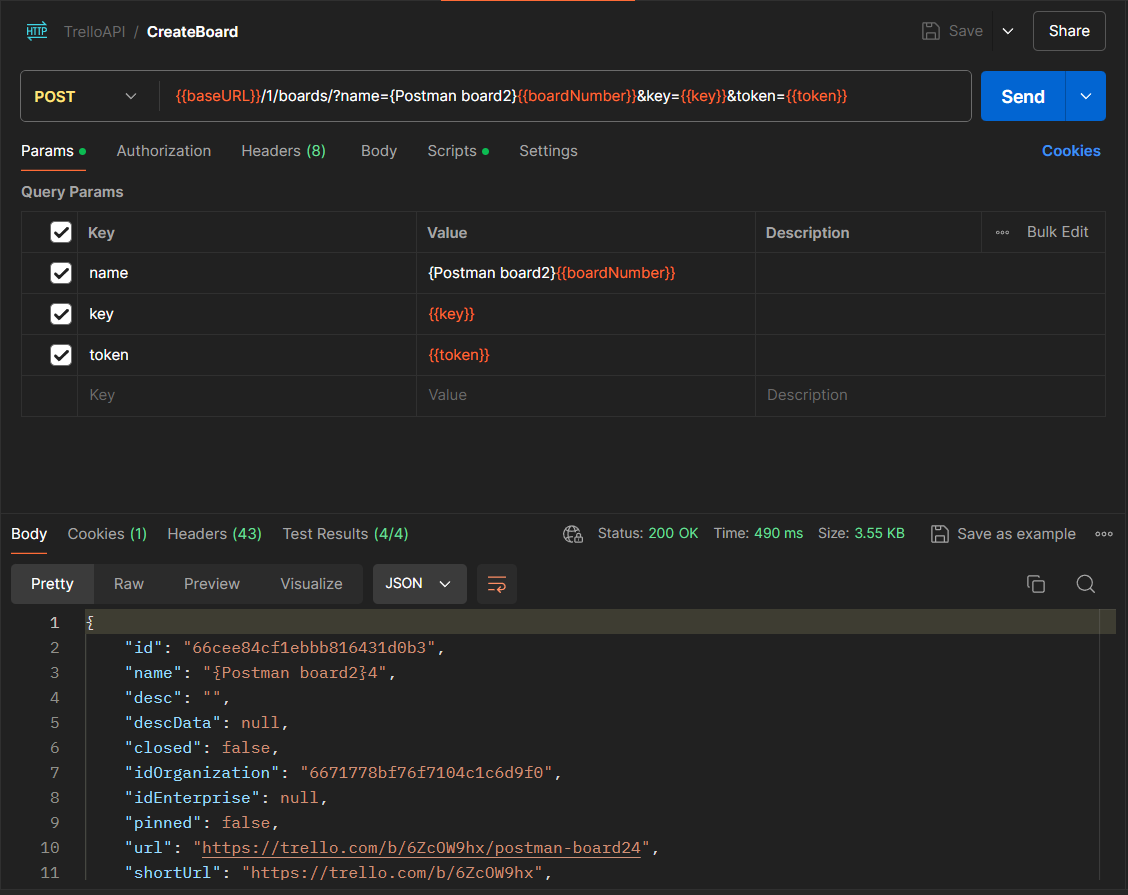 HTTP TrelloAPI / CreateBoard Save Share
POST {{baseURL}}/1/boards/?name={Postman board2}{{boardNumber}}&key={{key}}&token={{token}} Send
Params Authorization Headers (8) Body Scripts Settings Cookies
Query Params
Key Value Description Bulk Edit
name {Postman board2}{{boardNumber}}
key {{key}}
token {{token}}
Key Value Description
Body Cookies (1) Headers (43) Test Results (4/4) Status: 200 OK Time: 490 ms Size: 3.55 KB Save as example
Pretty Raw Preview Visualize JSON
1 {
2 "id": "66cee84cf1ebbb816431d0b3",
3 "name": "{Postman board2}4",
4 "desc": "",
5 "descData": null,
6 "closed": false,
7 "idOrganization": "6671778bf76f7104c1c6d9f0",
8 "idEnterprise": null,
9 "pinned": false,
10 "url": "https://trello.com/b/6ZcOW9hx/postman-board24",
11 "shortUrl": "https://trello.com/b/6ZcOW9hx",